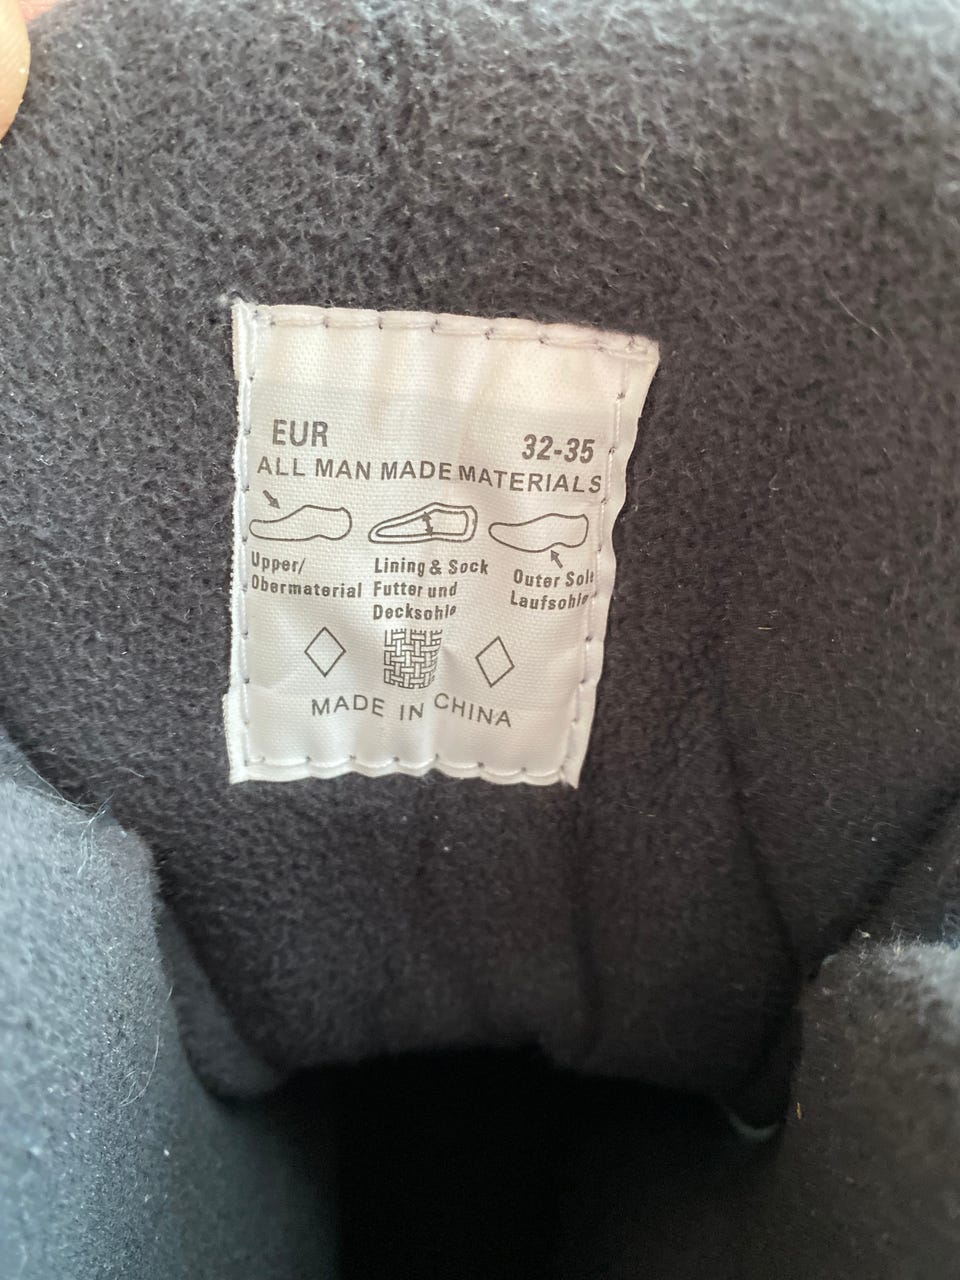 EUR 32-35
ALL MAN MADE MATERIALS
Upper/
Obermaterial
Lining & Sock
Futter und
Decksohle
Outer Sole
Laufsohle
MADE IN CHINA